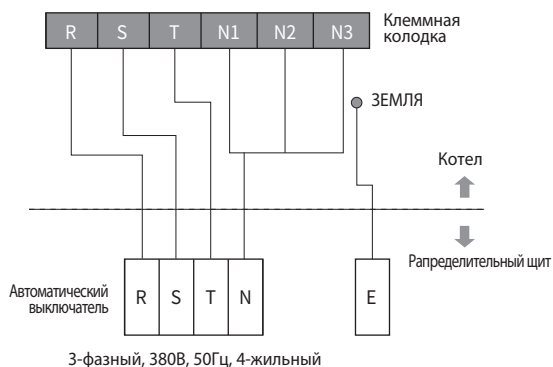 R S T N1 N2 N3
Клеммная
колодка
ЗЕМЛЯ
Котел
Рапределительный щит
Автоматический
выключатель
R S T N
E
3-фазный, 380В, 50Гц, 4-жильный